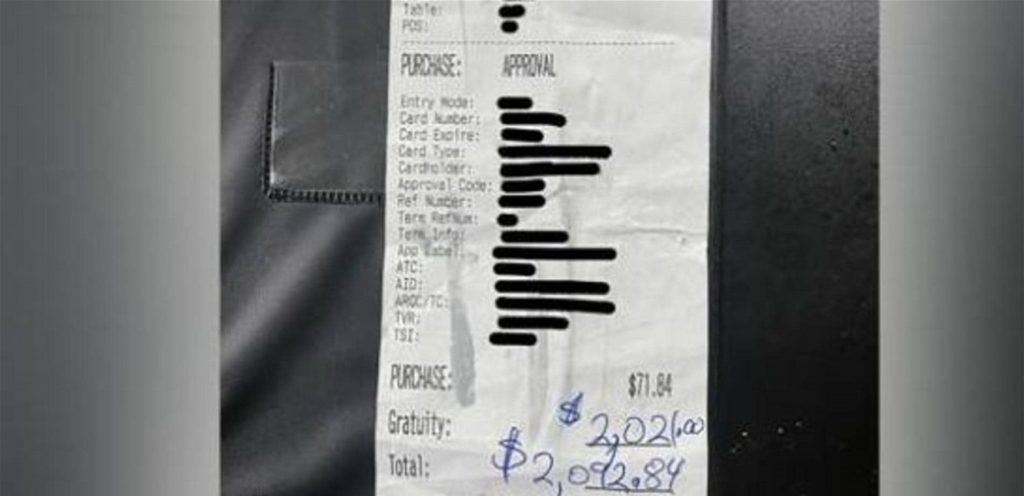 Table:
POS:
PURCHASE: APPROVAL
Entry Mode:
Card Number:
Card Expire:
Card Type:
Cardholder:
Approval Code:
Ref Number:
Term RefNum:
Term Info:
App Label:
ATC:
AID:
ARQC/TC:
TVR:
TSI:
PURCHASE: $71.84
Gratuity: $2,021.00
Total: $2,092.84